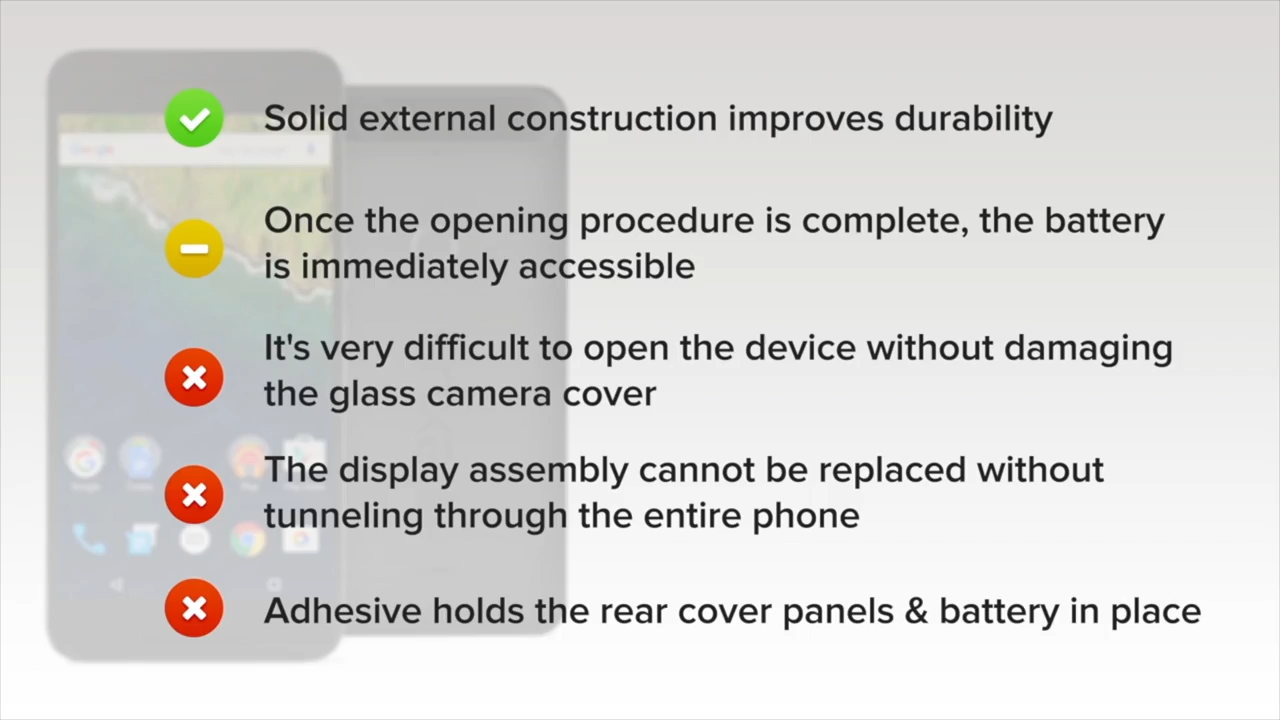 Solid external construction improves durability
Once the opening procedure is complete, the battery
is immediately accessible
It's very difficult to open the device without damaging
the glass camera cover
The display assembly cannot be replaced without
tunneling through the entire phone
Adhesive holds the rear cover panels & battery in place